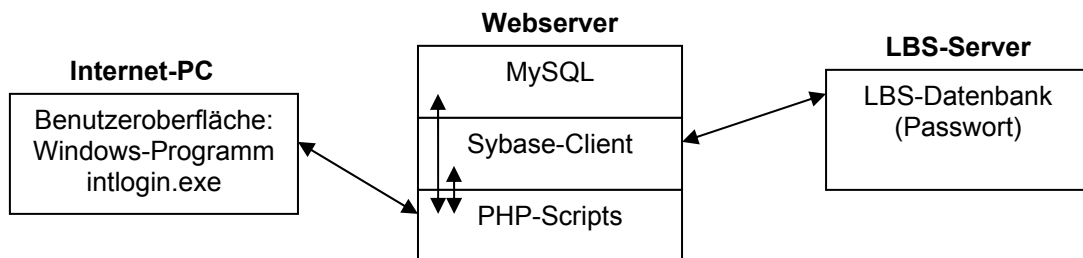 Internet-PC
Benutzeroberfläche:
Windows-Programm
intlogin.exe
Webserver
MySQL
Sybase-Client
PHP-Scripts
LBS-Server
LBS-Datenbank
(Passwort)